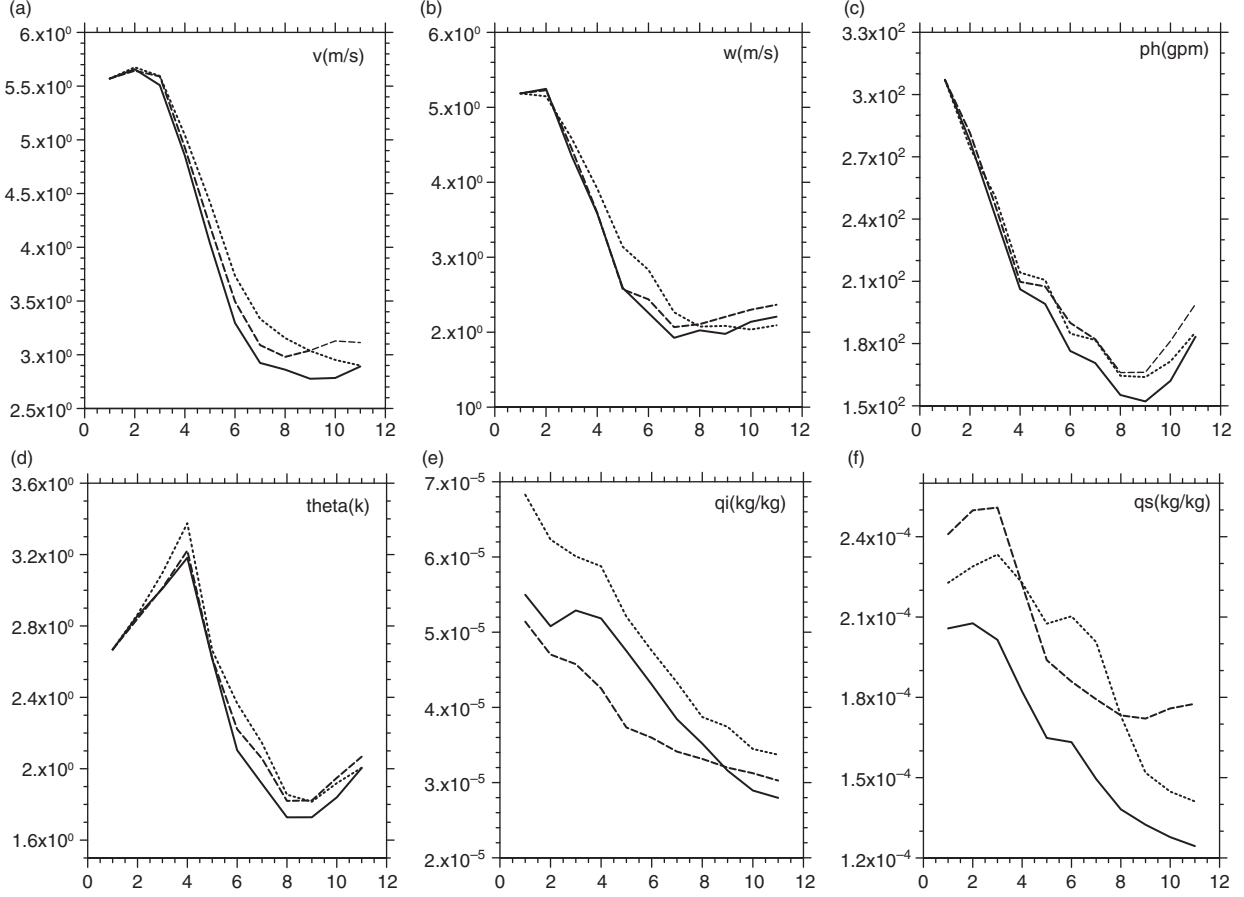 (a)
v(m/s)
6.x10⁰
5.5x10⁰
5.x10⁰
4.5x10⁰
4.x10⁰
3.5x10⁰
3.x10⁰
2.5x10⁰
0 2 4 6 8 10 12
(b)
w(m/s)
6.x10⁰
5.x10⁰
4.x10⁰
3.x10⁰
2.x10⁰
10⁰
0 2 4 6 8 10 12
(c)
ph(gpm)
3.3x10²
3.x10²
2.7x10²
2.4x10²
2.1x10²
1.8x10²
1.5x10²
0 2 4 6 8 10 12
(d)
theta(k)
3.6x10⁰
3.2x10⁰
2.8x10⁰
2.4x10⁰
2.x10⁰
1.6x10⁰
0 2 4 6 8 10 12
(e)
qi(kg/kg)
7.x10⁻⁵
6.x10⁻⁵
5.x10⁻⁵
4.x10⁻⁵
3.x10⁻⁵
2.x10⁻⁵
0 2 4 6 8 10 12
(f)
qs(kg/kg)
2.4x10⁻⁴
2.1x10⁻⁴
1.8x10⁻⁴
1.5x10⁻⁴
1.2x10⁻⁴
0 2 4 6 8 10 12